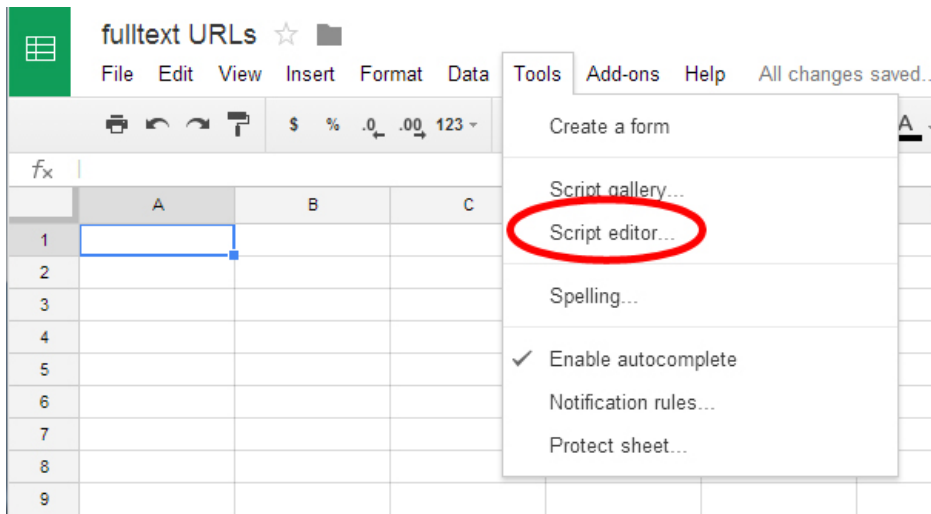 fulltext URLs
File Edit View Insert Format Data Tools Add-ons Help All changes saved..
$ % .0 .00 123 A
Create a form
fx
Script gallery...
A B C
Script editor...
1
2
Spelling...
3
4
Enable autocomplete
5
6
Notification rules...
7
Protect sheet...
8
9